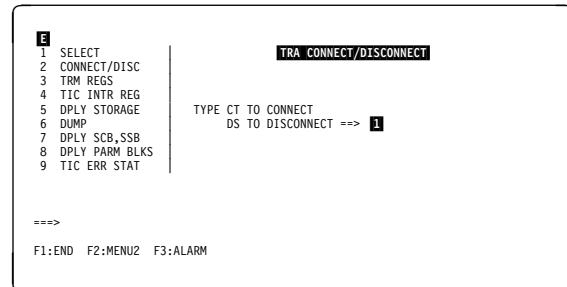 E
1 SELECT TRA CONNECT/DISCONNECT
2 CONNECT/DISC
3 TRM REGS
4 TIC INTR REG
5 DPLY STORAGE TYPE CT TO CONNECT
6 DUMP DS TO DISCONNECT ==> 1
7 DPLY SCB,SSB
8 DPLY PARM BLKS
9 TIC ERR STAT
===>
F1:END F2:MENU2 F3:ALARM